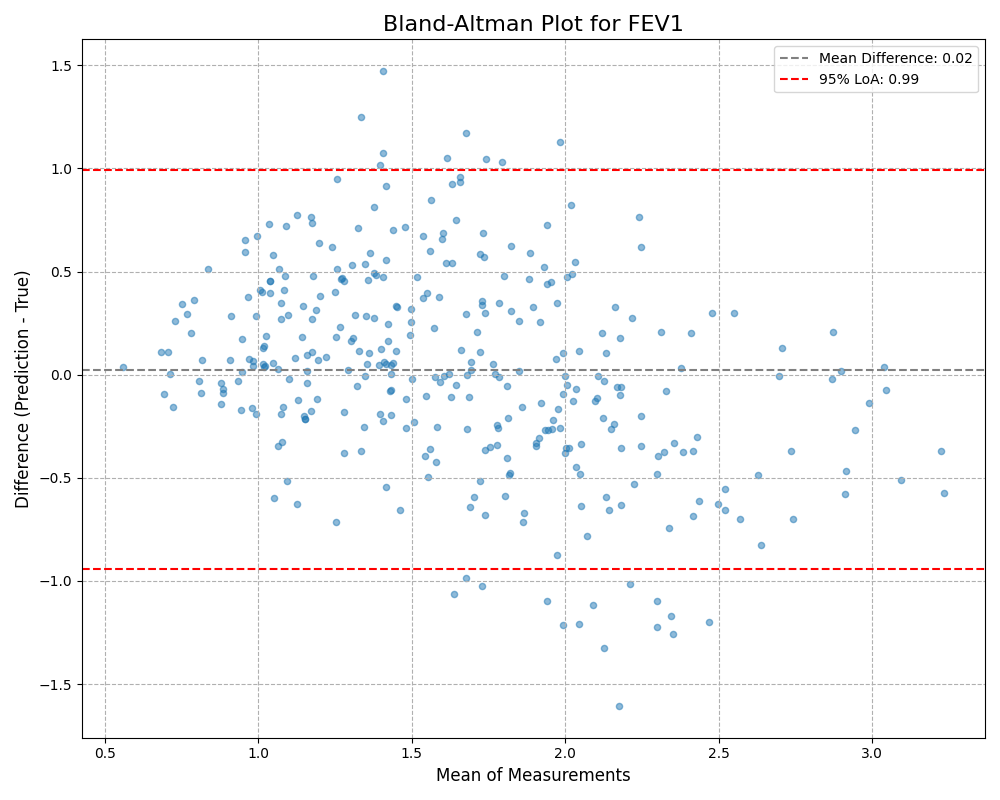 Bland-Altman Plot for FEV1
Mean Difference: 0.02
95% LoA: 0.99
Difference (Prediction - True)
1.5
1.0
0.5
0.0
−0.5
−1.0
−1.5
0.5 1.0 1.5 2.0 2.5 3.0
Mean of Measurements